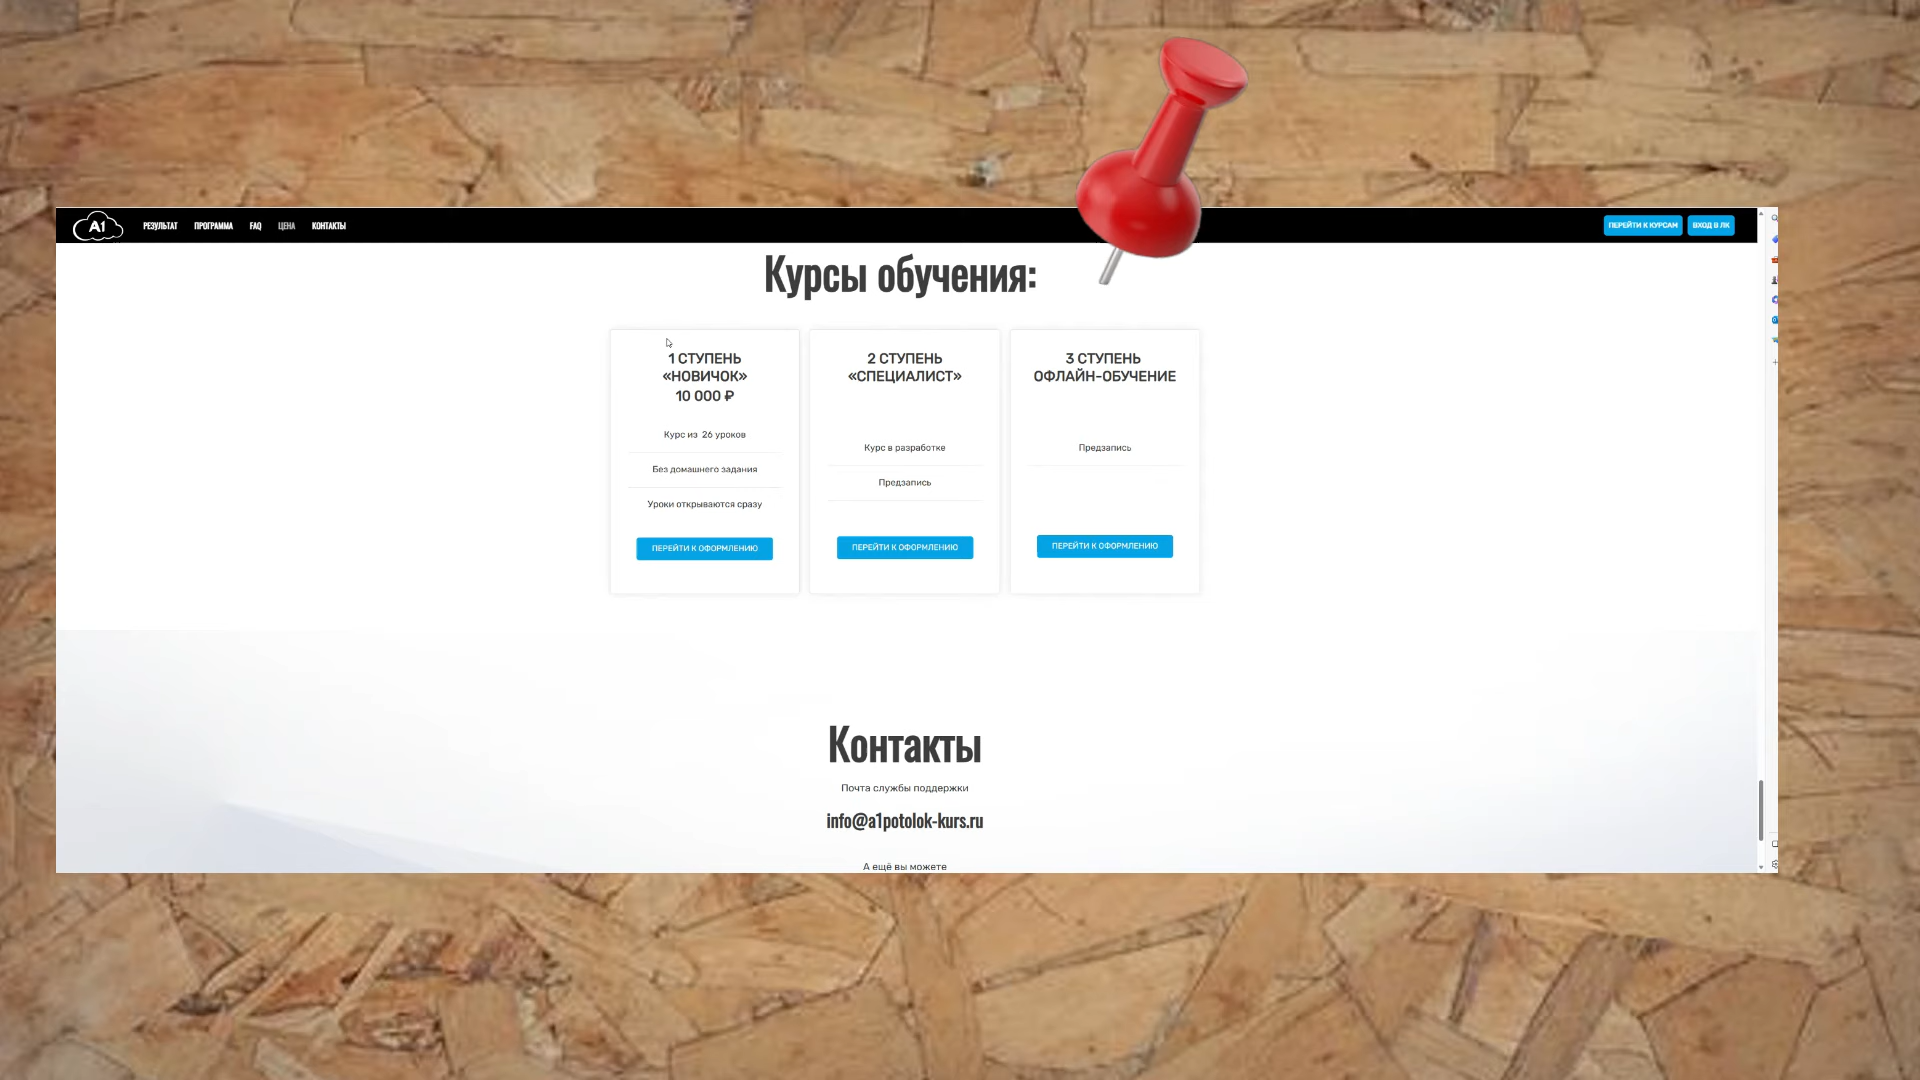 A1
РЕЗУЛЬТАТ ПРОГРАММА FAQ ЦЕНА КОНТАКТЫ
ПЕРЕЙТИ К КУРСАМ ВХОД В ЛК
Курсы обучения:
1 СТУПЕНЬ
«НОВИЧОК»
10 000 ₽
Курс из 26 уроков
Без домашнего задания
Уроки открываются сразу
ПЕРЕЙТИ К ОФОРМЛЕНИЮ
2 СТУПЕНЬ
«СПЕЦИАЛИСТ»
Курс в разработке
Предзапись
ПЕРЕЙТИ К ОФОРМЛЕНИЮ
3 СТУПЕНЬ
ОФЛАЙН-ОБУЧЕНИЕ
Предзапись
ПЕРЕЙТИ К ОФОРМЛЕНИЮ
Контакты
Почта службы поддержки
info@a1potolok-kurs.ru
А ещё вы можете